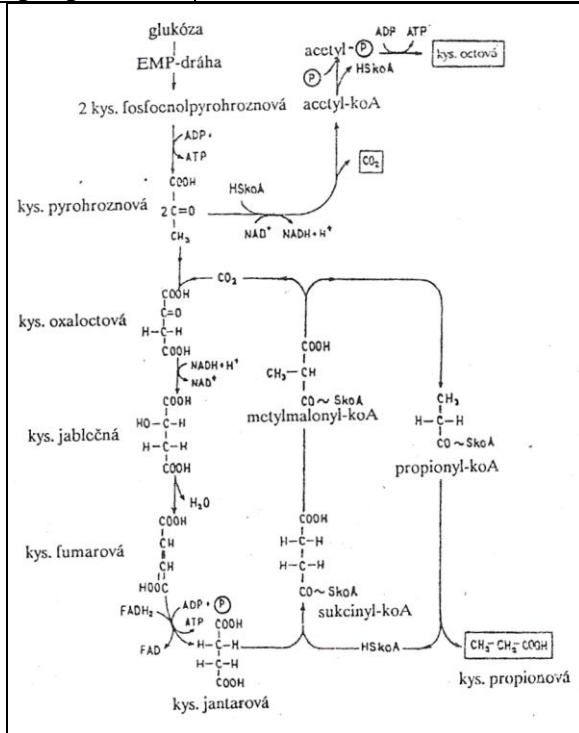 glukóza
EMP-dráha
2 kys. fosfoenolpyrohroznová
ADP+
ATP
COOH
kys. pyrohroznová
2C=O
CH₃
HSkoA
NAD⁺ NADH+H⁺
CO₂
acetyl-koA
P
HSkoA
acetyl-P
ADP ATP
kys. octová
CO₂
COOH
C=O
kys. oxaloctová
H-C-H
COOH
NADH+H⁺
NAD⁺
COOH
HO-C-H
kys. jablečná
H-C-H
COOH
H₂O
COOH
CH
kys. fumarová
CH
HOOC
FADH₂
ADP + P
ATP
FAD
COOH
H-C-H
H-C-H
COOH
kys. jantarová
COOH
H-C-H
H-C-H
CO~SkoA
sukcinyl-koA
COOH
CH₃-CH
CO~SkoA
metylmalonyl-koA
CH₃
H-C-H
CO~SkoA
propionyl-koA
HSkoA
CH₃-CH₂-COOH
kys. propionová